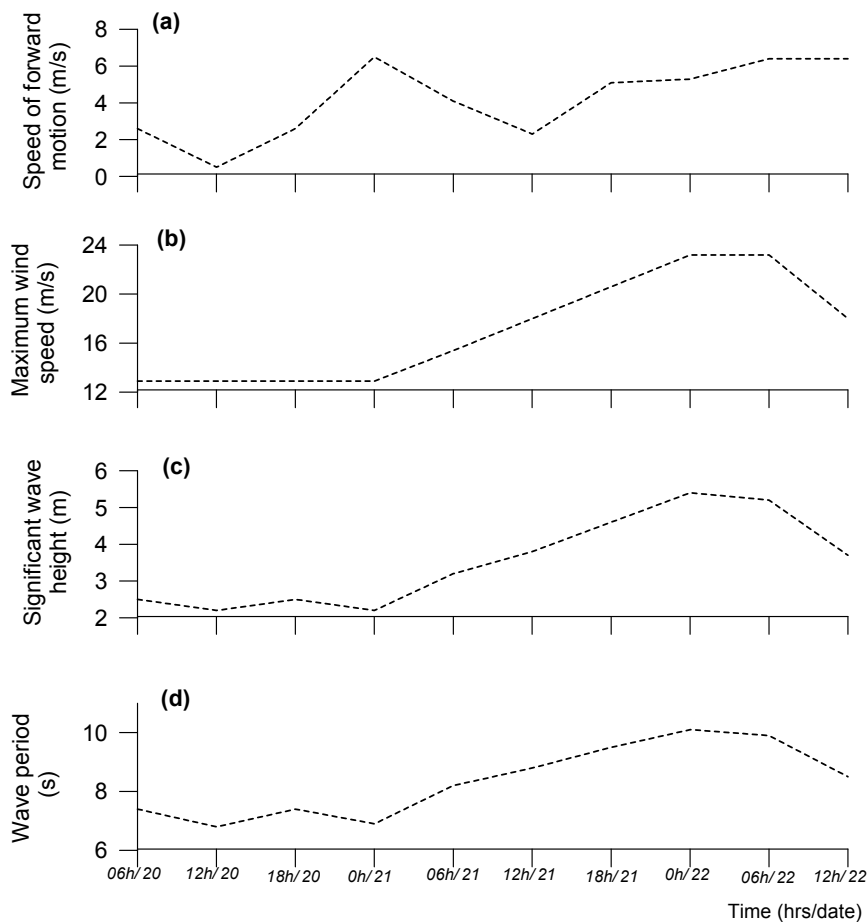 (a)
Speed of forward
motion (m/s)
8
6
4
2
0
(b)
Maximum wind
speed (m/s)
24
20
16
12
(c)
Significant wave
height (m)
6
5
4
3
2
(d)
Wave period
(s)
10
8
6
06h/20 12h/20 18h/20 0h/21 06h/21 12h/21 18h/21 0h/22 06h/22 12h/22
Time (hrs/date)